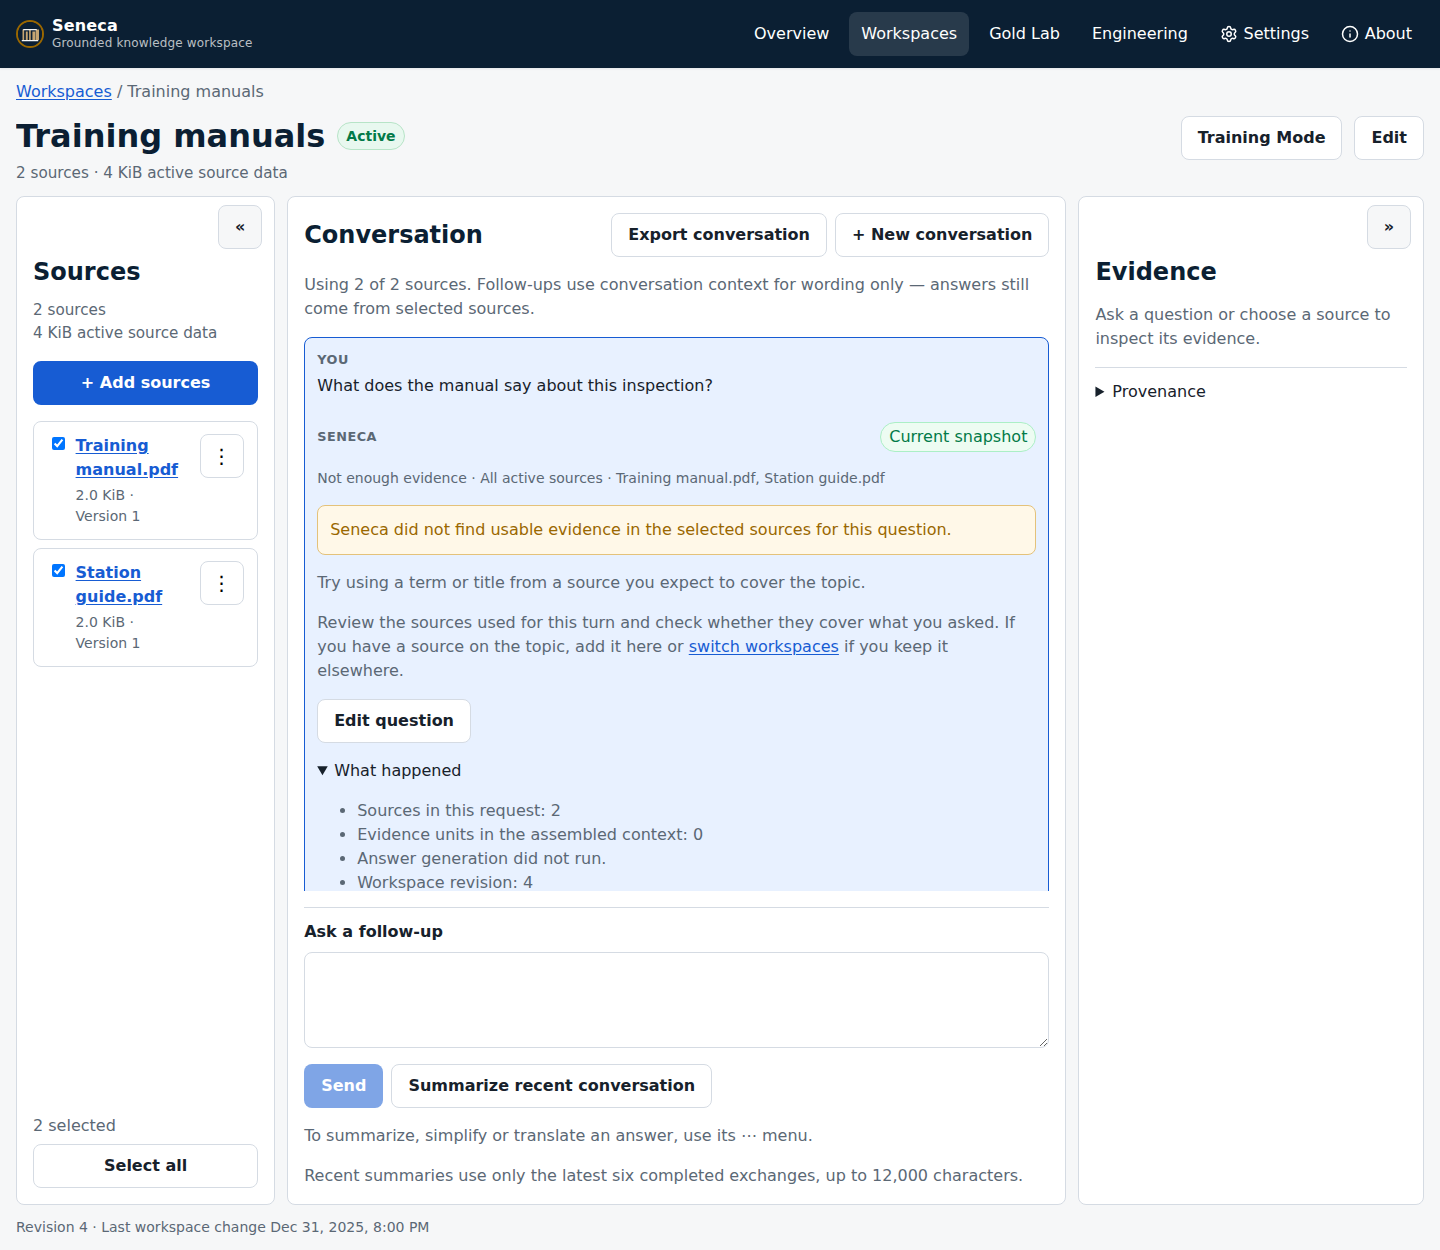 Seneca
Grounded knowledge workspace
Overview
Workspaces
Gold Lab
Engineering
Settings
About
Workspaces / Training manuals
Training manuals
Active
2 sources · 4 KiB active source data
Training Mode
Edit
«
Sources
2 sources
4 KiB active source data
+ Add sources
Training
manual.pdf
2.0 KiB ·
Version 1
⋮
Station
guide.pdf
2.0 KiB ·
Version 1
⋮
2 selected
Select all
Conversation
Export conversation
+ New conversation
Using 2 of 2 sources. Follow-ups use conversation context for wording only — answers still
come from selected sources.
YOU
What does the manual say about this inspection?
SENECA
Current snapshot
Not enough evidence · All active sources · Training manual.pdf, Station guide.pdf
Seneca did not find usable evidence in the selected sources for this question.
Try using a term or title from a source you expect to cover the topic.
Review the sources used for this turn and check whether they cover what you asked. If
you have a source on the topic, add it here or switch workspaces if you keep it
elsewhere.
Edit question
▼ What happened
• Sources in this request: 2
• Evidence units in the assembled context: 0
• Answer generation did not run.
• Workspace revision: 4
Ask a follow-up
Send
Summarize recent conversation
To summarize, simplify or translate an answer, use its ··· menu.
Recent summaries use only the latest six completed exchanges, up to 12,000 characters.
»
Evidence
Ask a question or choose a source to
inspect its evidence.
▶ Provenance
Revision 4 · Last workspace change Dec 31, 2025, 8:00 PM